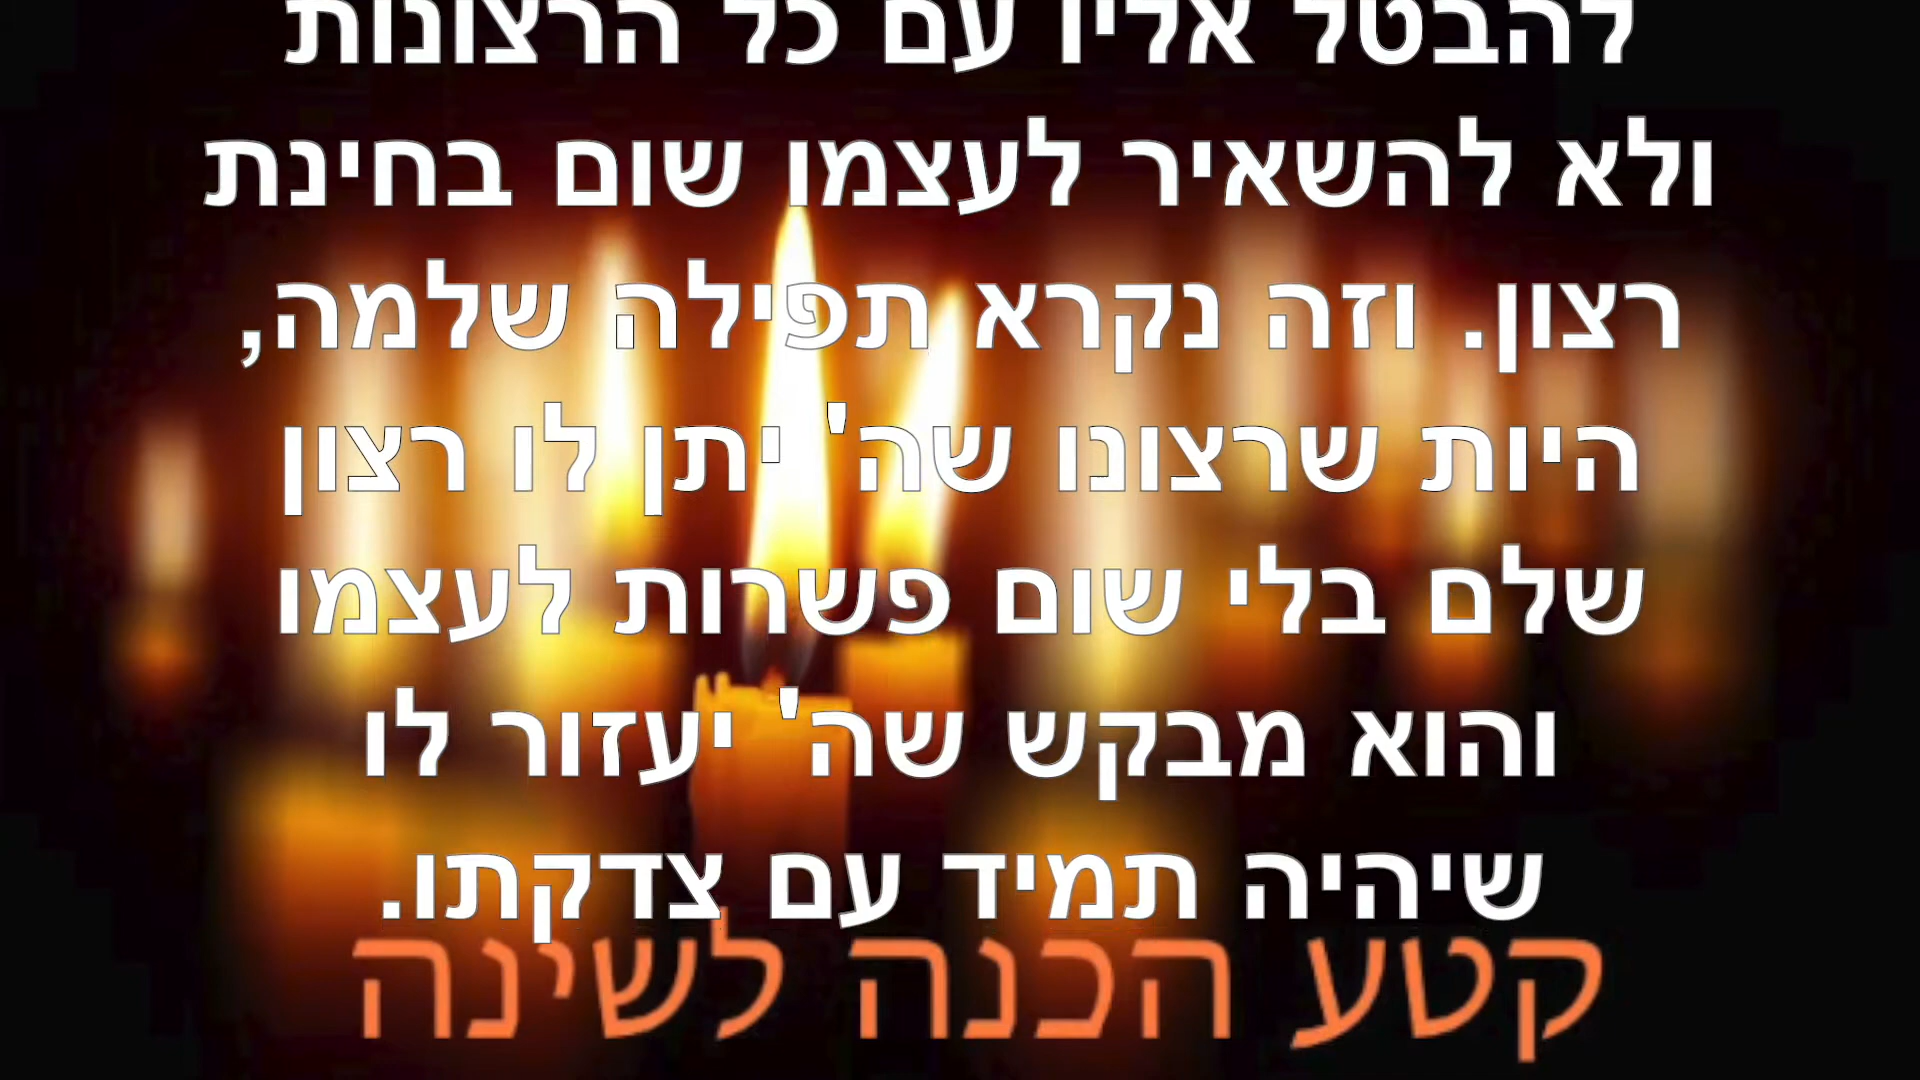 להבטל אליו עם כל הרצונות
ולא להשאיר לעצמו שום בחינת
רצון. וזה נקרא תפילה שלמה,
היות שרצונו שה' יתן לו רצון
שלם בלי שום פשרות לעצמו
והוא מבקש שה' יעזור לו
שיהיה תמיד עם צדקתו.
קטע הכנה לשינה